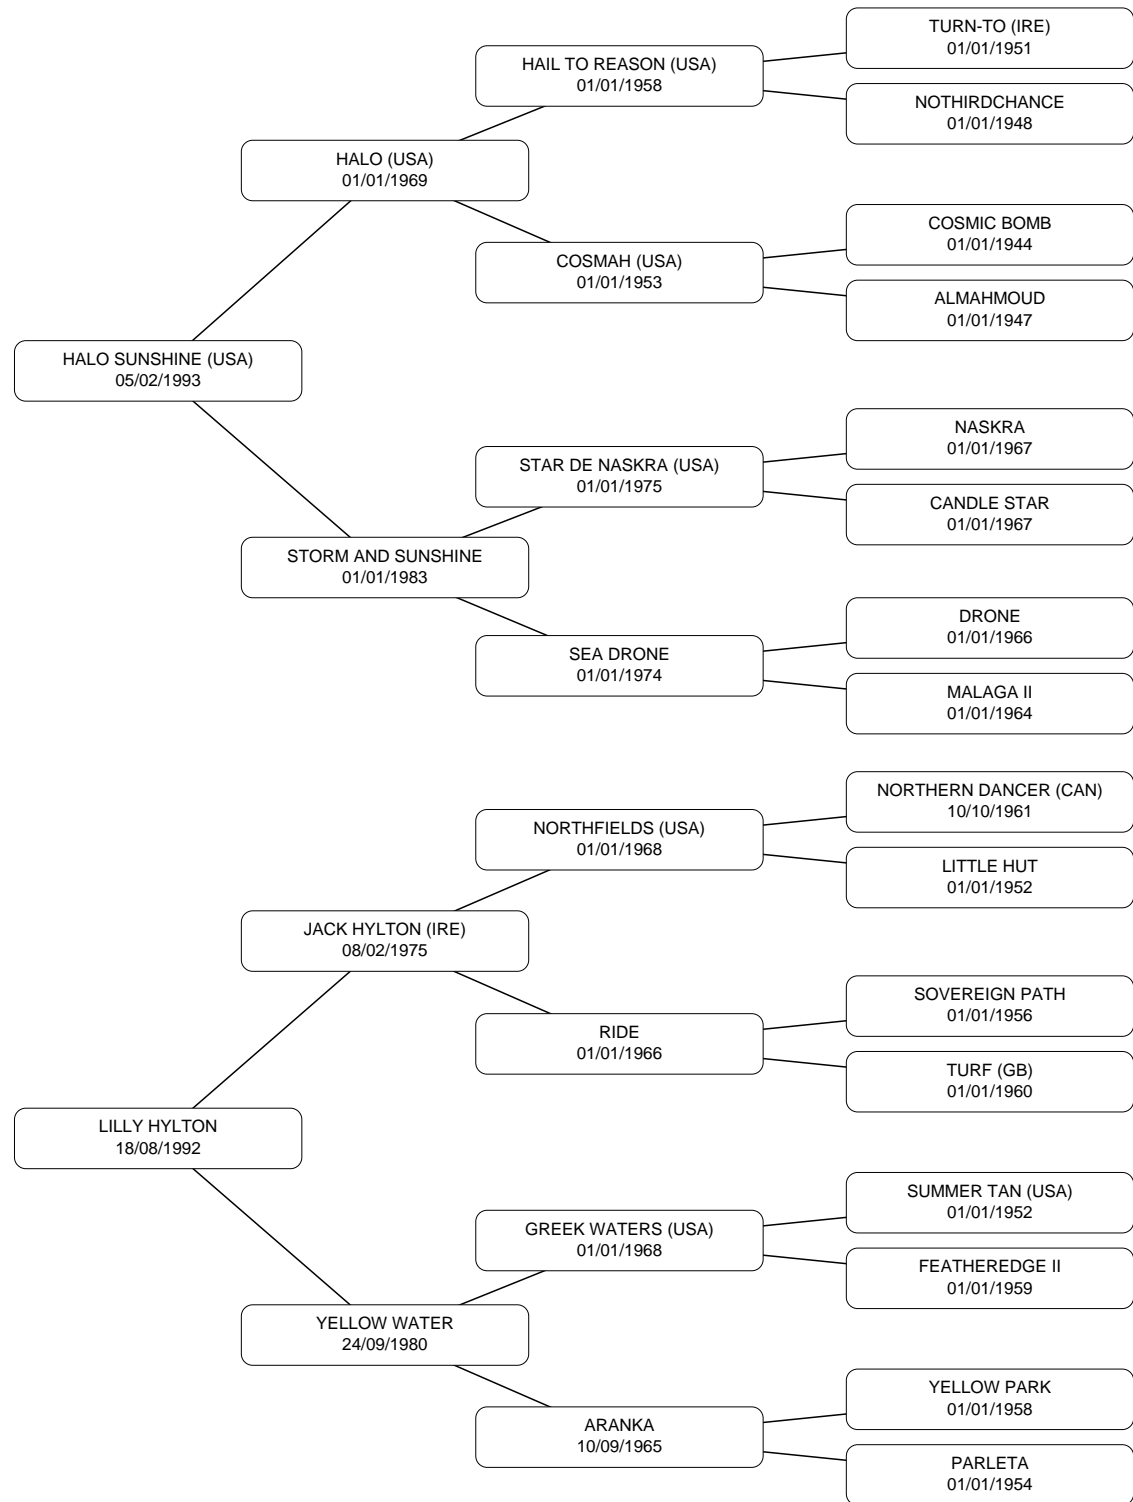 TURN-TO (IRE)
01/01/1951
HAIL TO REASON (USA)
01/01/1958
NOTHIRDCHANCE
01/01/1948
HALO (USA)
01/01/1969
COSMIC BOMB
01/01/1944
COSMAH (USA)
01/01/1953
ALMAHMOUD
01/01/1947
HALO SUNSHINE (USA)
05/02/1993
NASKRA
01/01/1967
STAR DE NASKRA (USA)
01/01/1975
CANDLE STAR
01/01/1967
STORM AND SUNSHINE
01/01/1983
DRONE
01/01/1966
SEA DRONE
01/01/1974
MALAGA II
01/01/1964
NORTHERN DANCER (CAN)
10/10/1961
NORTHFIELDS (USA)
01/01/1968
LITTLE HUT
01/01/1952
JACK HYLTON (IRE)
08/02/1975
SOVEREIGN PATH
01/01/1956
RIDE
01/01/1966
TURF (GB)
01/01/1960
LILLY HYLTON
18/08/1992
SUMMER TAN (USA)
01/01/1952
GREEK WATERS (USA)
01/01/1968
FEATHEREDGE II
01/01/1959
YELLOW WATER
24/09/1980
YELLOW PARK
01/01/1958
ARANKA
10/09/1965
PARLETA
01/01/1954